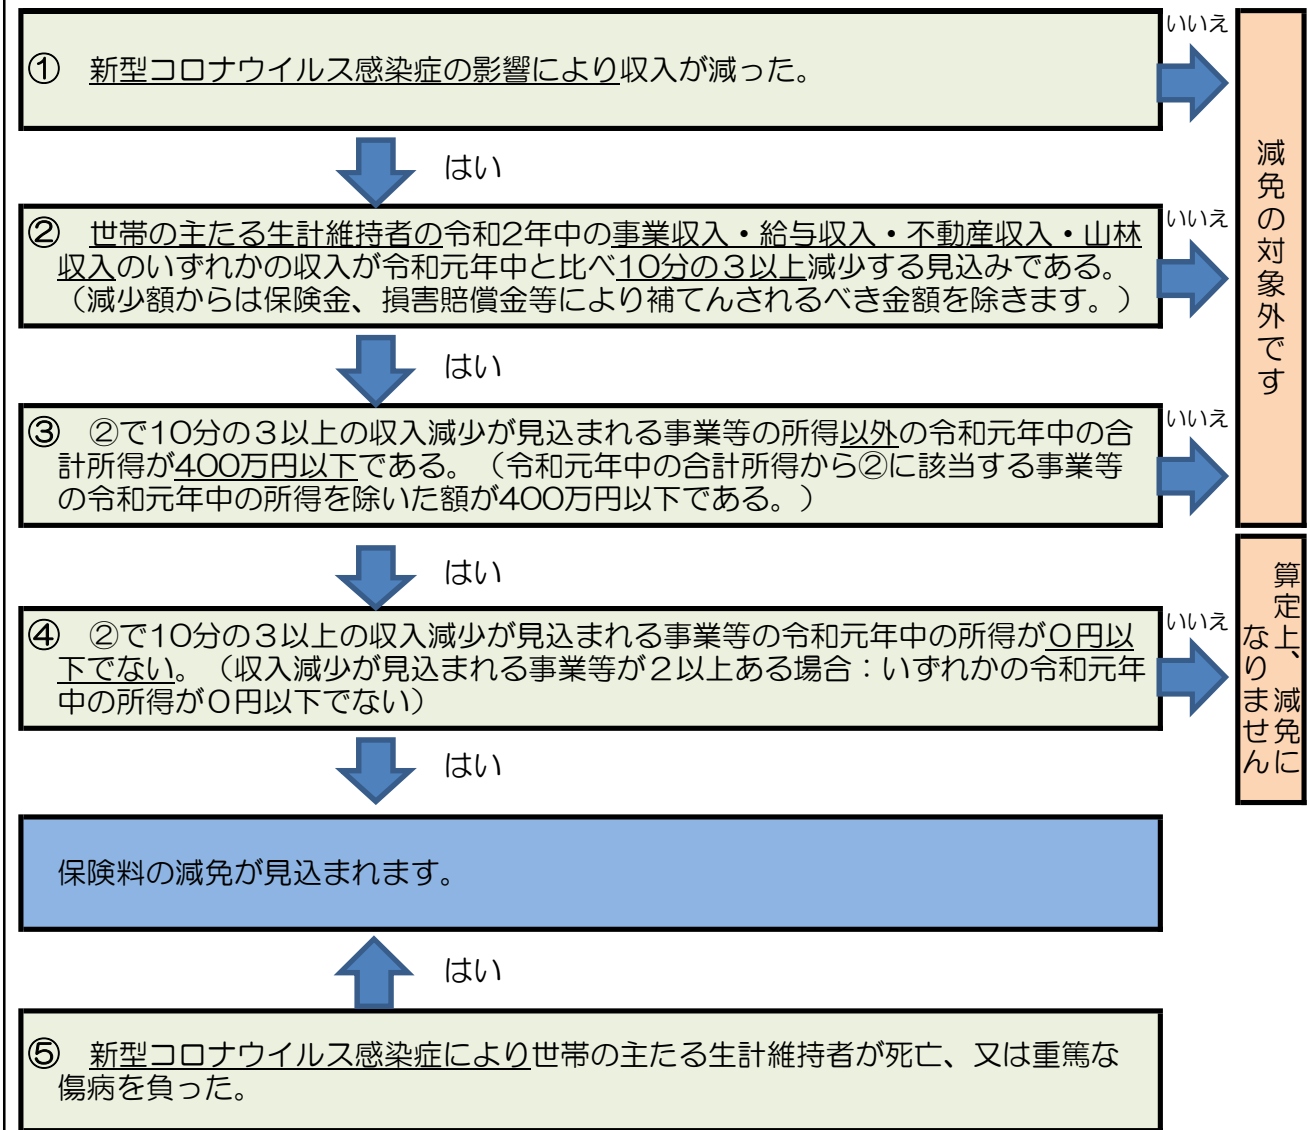 ① 新型コロナウイルス感染症の影響により収入が減った。
いいえ
はい
② 世帯の主たる生計維持者の令和2年中の事業収入・給与収入・不動産収入・山林
収入のいずれかの収入が令和元年中と比べ10分の3以上減少する見込みである。
（減少額からは保険金、損害賠償金等により補てんされるべき金額を除きます。）
いいえ
はい
③ ②で10分の3以上の収入減少が見込まれる事業等の所得以外の令和元年中の合
計所得が400万円以下である。（令和元年中の合計所得から②に該当する事業等
の令和元年中の所得を除いた額が400万円以下である。）
いいえ
減免の対象外です
はい
④ ②で10分の3以上の収入減少が見込まれる事業等の令和元年中の所得が0円以
下でない。（収入減少が見込まれる事業等が2以上ある場合：いずれかの令和元年
中の所得が0円以下でない）
いいえ
算定上、減免に
なりません
はい
保険料の減免が見込まれます。
はい
⑤ 新型コロナウイルス感染症により世帯の主たる生計維持者が死亡、又は重篤な
傷病を負った。